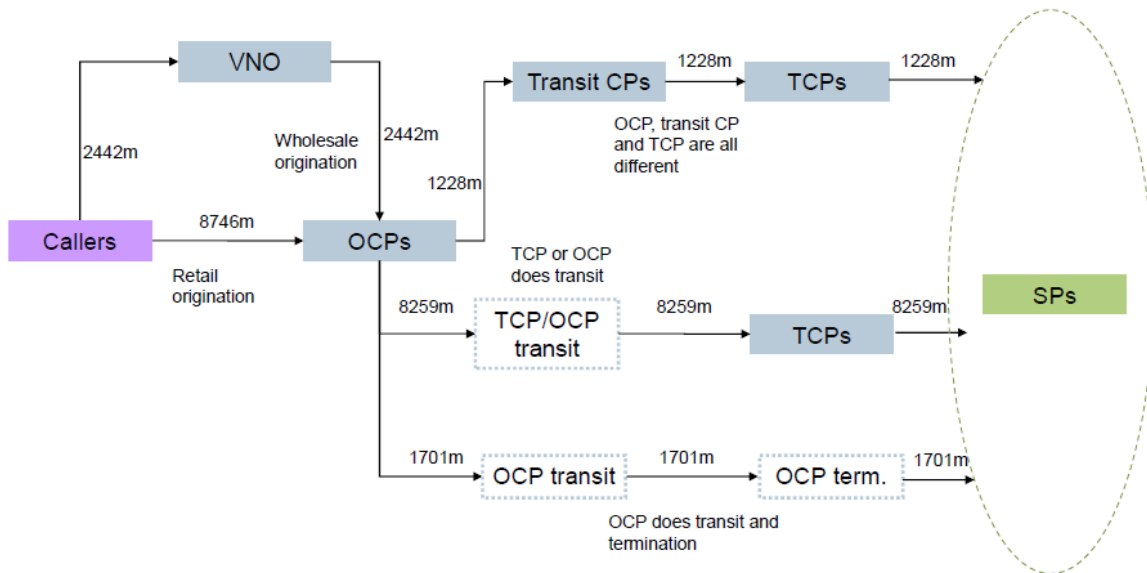 VNO
Transit CPs
1228m
TCPs
1228m
2442m
Wholesale
origination
2442m
1228m
OCP, transit CP
and TCP are all
different
Callers
8746m
OCPs
Retail
origination
TCP or OCP
does transit
8259m
TCP/OCP
transit
8259m
TCPs
8259m
SPs
1701m
OCP transit
1701m
OCP term.
1701m
OCP does transit and
termination